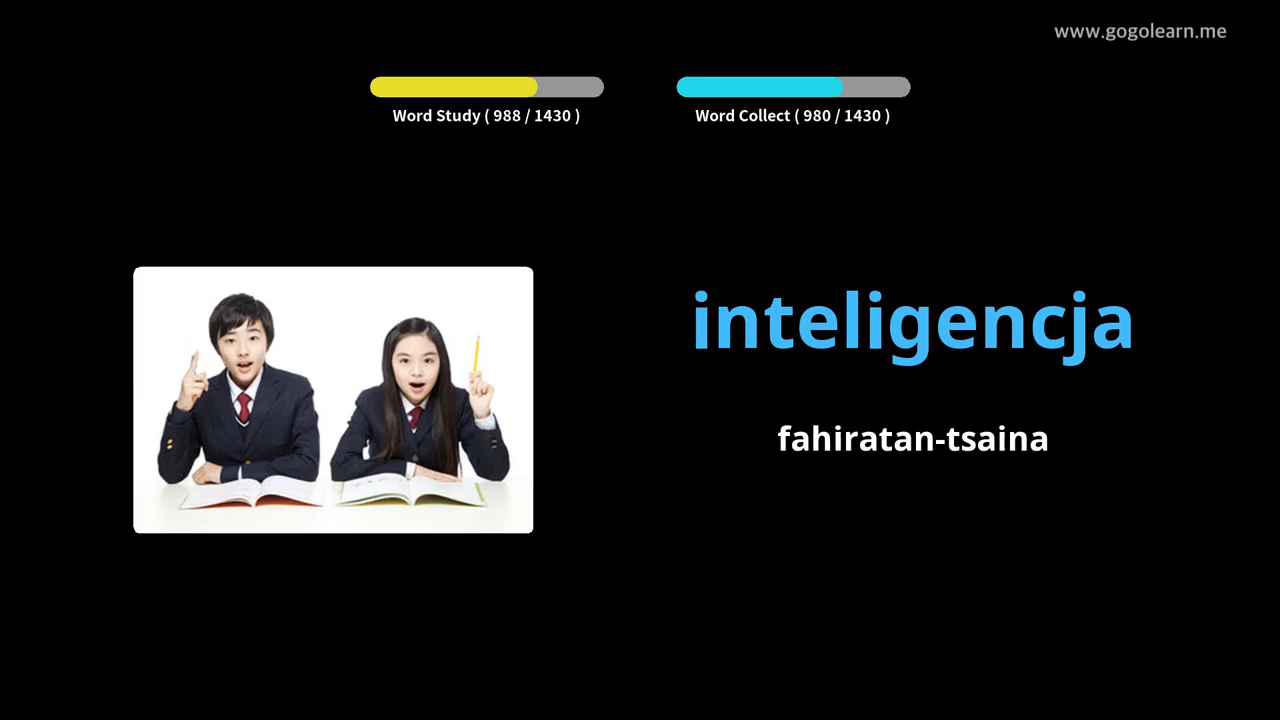 www.gogolearn.me
Word Study ( 988 / 1430 )
Word Collect ( 980 / 1430 )
inteligencja
fahiratan-tsaina